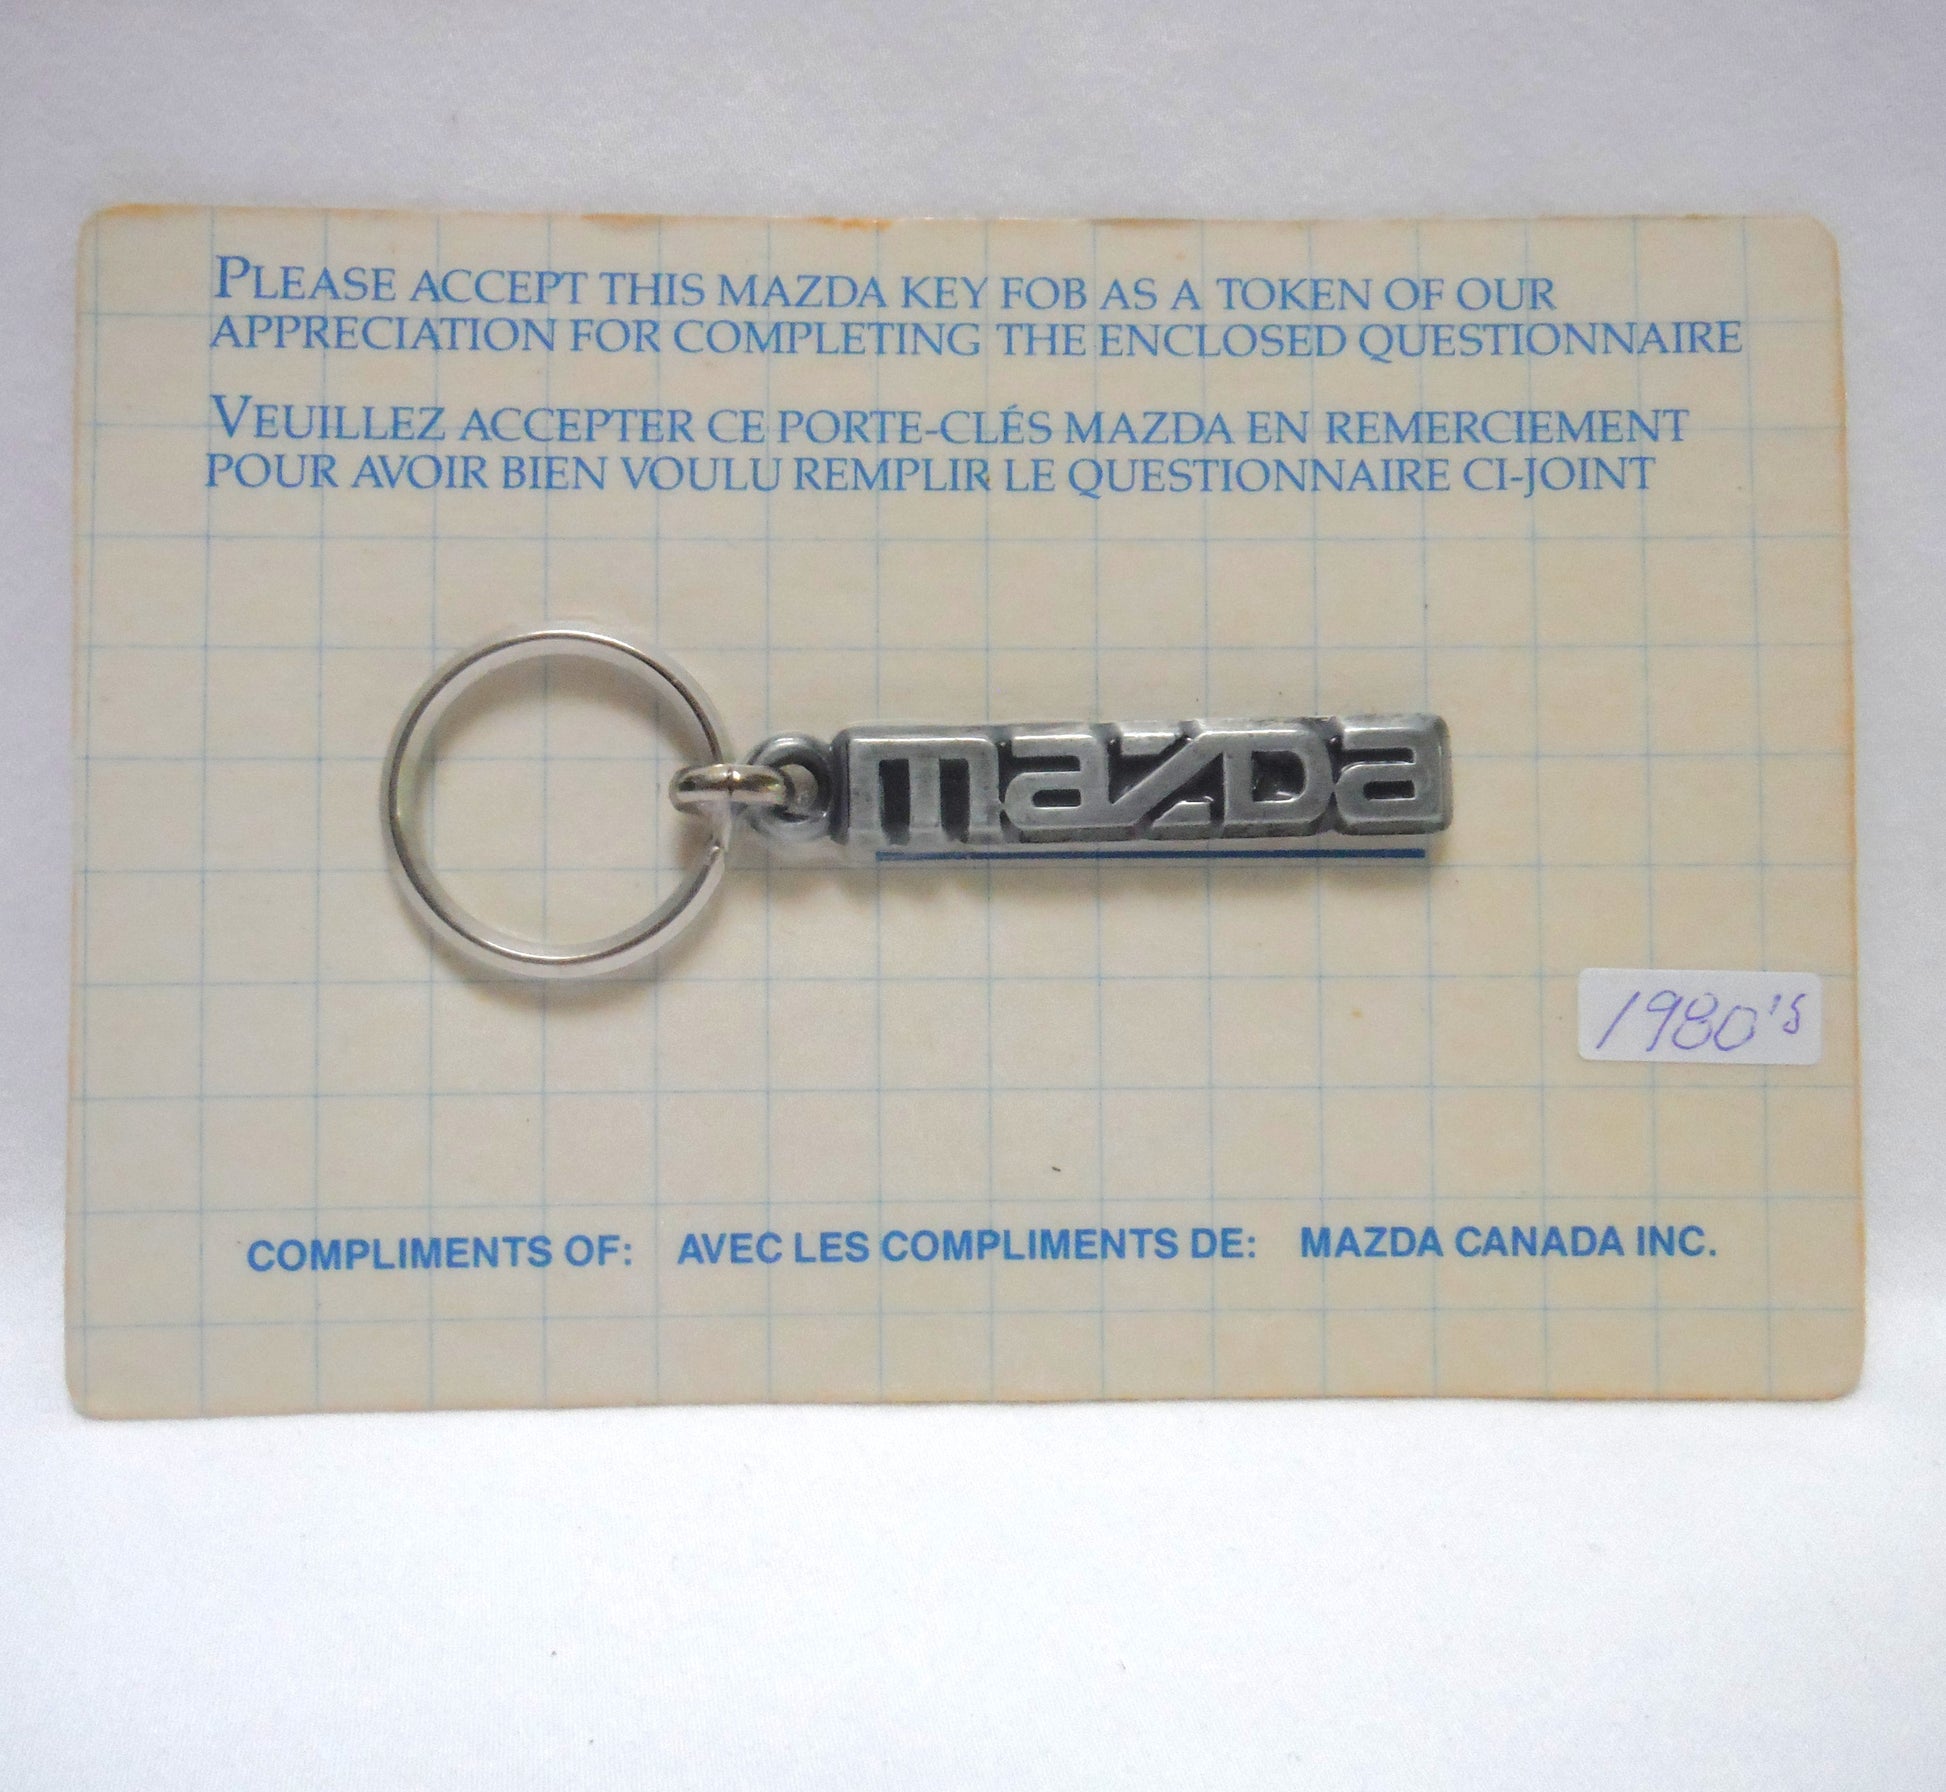 PLEASE ACCEPT THIS MAZDA KEY FOB AS A TOKEN OF OUR
APPRECIATION FOR COMPLETING THE ENCLOSED QUESTIONNAIRE
VEUILLEZ ACCEPTER CE PORTE-CLÉS MAZDA EN REMERCIEMENT
POUR AVOIR BIEN VOULU REMPLIR LE QUESTIONNAIRE CI-JOINT
mazda
1980's
COMPLIMENTS OF: AVEC LES COMPLIMENTS DE: MAZDA CANADA INC.